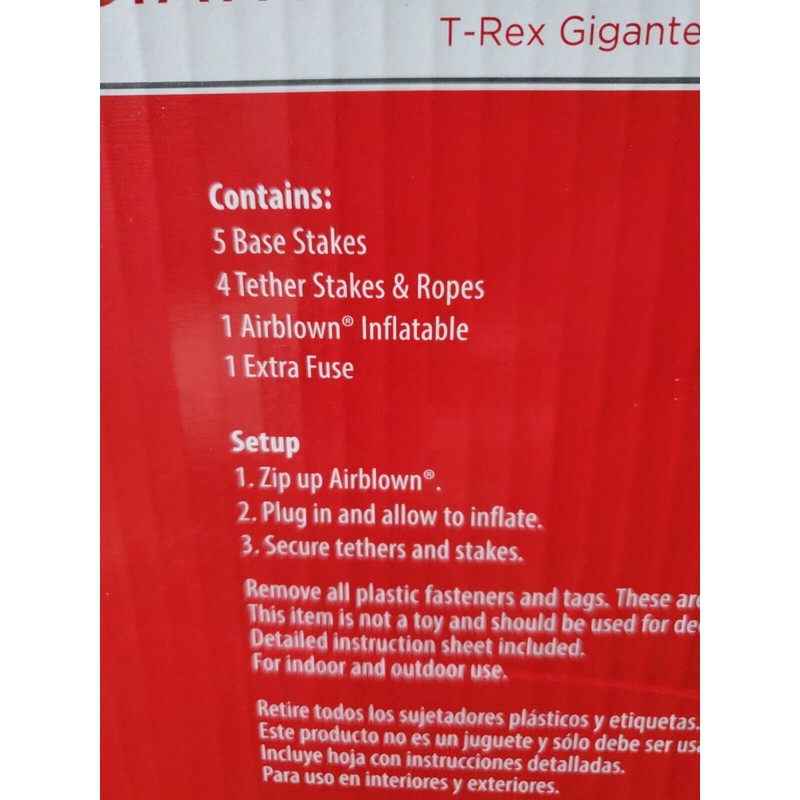 T-Rex Gigante
Contains:
5 Base Stakes
4 Tether Stakes & Ropes
1 Airblown® Inflatable
1 Extra Fuse
Setup
1. Zip up Airblown®.
2. Plug in and allow to inflate.
3. Secure tethers and stakes.
Remove all plastic fasteners and tags. These are
This item is not a toy and should be used for
Detailed instruction sheet included.
For indoor and outdoor use.
Retire todos los sujetadores plásticos y etiquetas.
Este producto no es un juguete y sólo debe ser
Incluye hoja con instrucciones detalladas.
Para uso en interiores y exteriores.